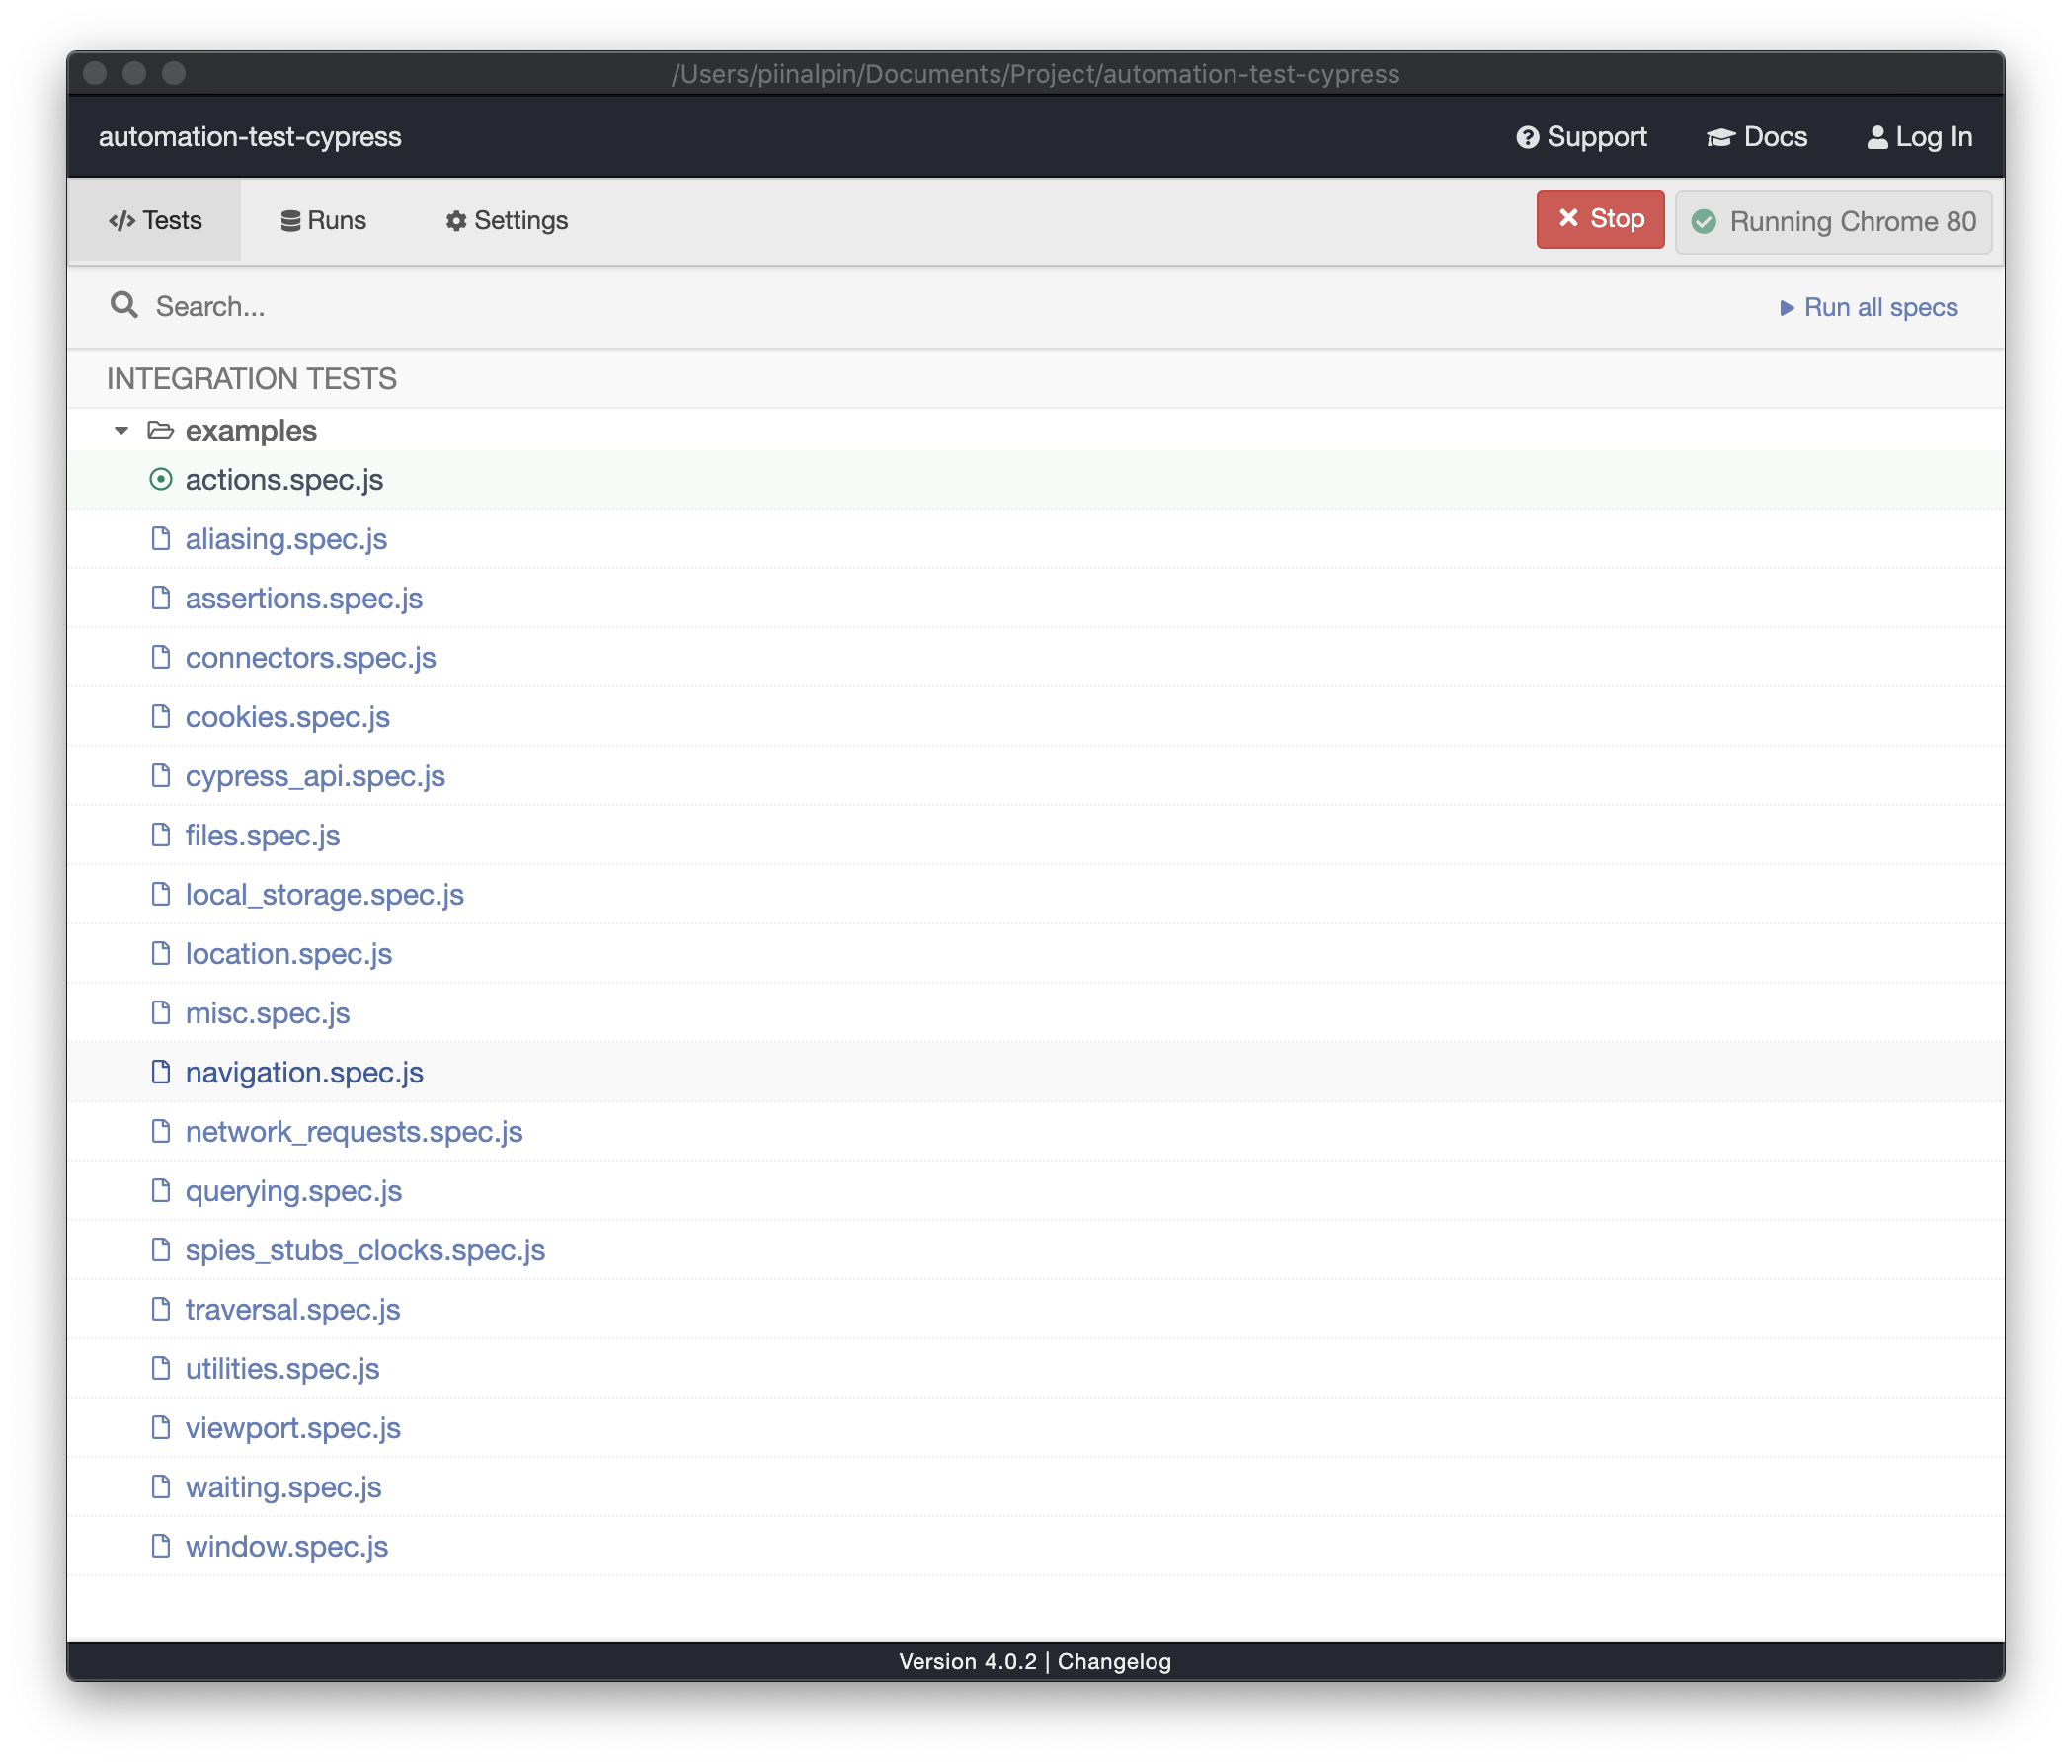 /Users/piinalpin/Documents/Project/automation-test-cypress
automation-test-cypress Support Docs Log In
Tests Runs Settings Stop Running Chrome 80
Search... Run all specs
INTEGRATION TESTS
examples
actions.spec.js
aliasing.spec.js
assertions.spec.js
connectors.spec.js
cookies.spec.js
cypress_api.spec.js
files.spec.js
local_storage.spec.js
location.spec.js
misc.spec.js
navigation.spec.js
network_requests.spec.js
querying.spec.js
spies_stubs_clocks.spec.js
traversal.spec.js
utilities.spec.js
viewport.spec.js
waiting.spec.js
window.spec.js
Version 4.0.2 | Changelog